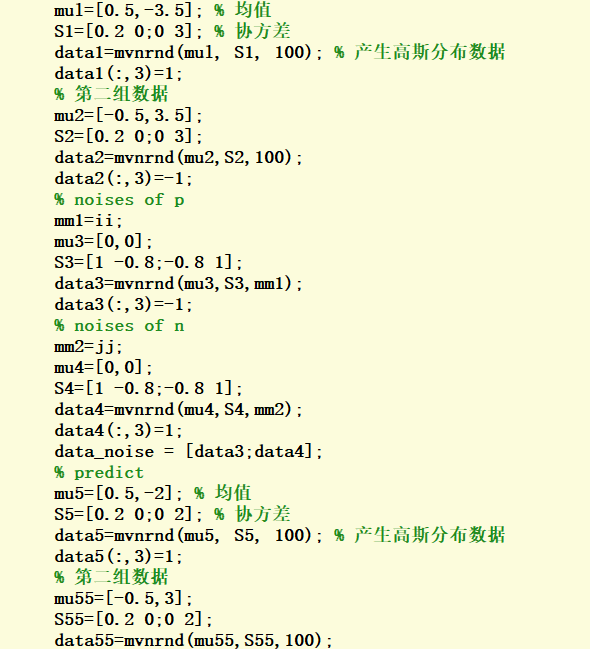 mu1=[0.5,-3.5]; % 均值
S1=[0.2 0;0 3]; % 协方差
data1=mvnrnd(mu1, S1, 100); % 产生高斯分布数据
data1(:,3)=1;
% 第二组数据
mu2=[-0.5,3.5];
S2=[0.2 0;0 3];
data2=mvnrnd(mu2,S2,100);
data2(:,3)=-1;
% noises of p
mm1=ii;
mu3=[0,0];
S3=[1 -0.8;-0.8 1];
data3=mvnrnd(mu3,S3,mm1);
data3(:,3)=-1;
% noises of n
mm2=jj;
mu4=[0,0];
S4=[1 -0.8;-0.8 1];
data4=mvnrnd(mu4,S4,mm2);
data4(:,3)=1;
data_noise = [data3;data4];
% predict
mu5=[0.5,-2]; % 均值
S5=[0.2 0;0 2]; % 协方差
data5=mvnrnd(mu5, S5, 100); % 产生高斯分布数据
data5(:,3)=1;
% 第二组数据
mu55=[-0.5,3];
S55=[0.2 0;0 2];
data55=mvnrnd(mu55,S55,100);